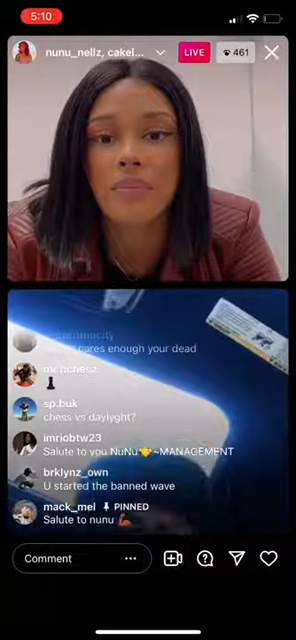 5:10
nunu_nellz, cakel...
LIVE
461
cares enough your dead
mr.nchesz
sp.buk
chess vs daylyght?
imriobtw23
Salute to you NuNu🤝~MANAGEMENT
brklynz_own
U started the banned wave
mack_mel PINNED
Salute to nunu 💪🏾
Comment